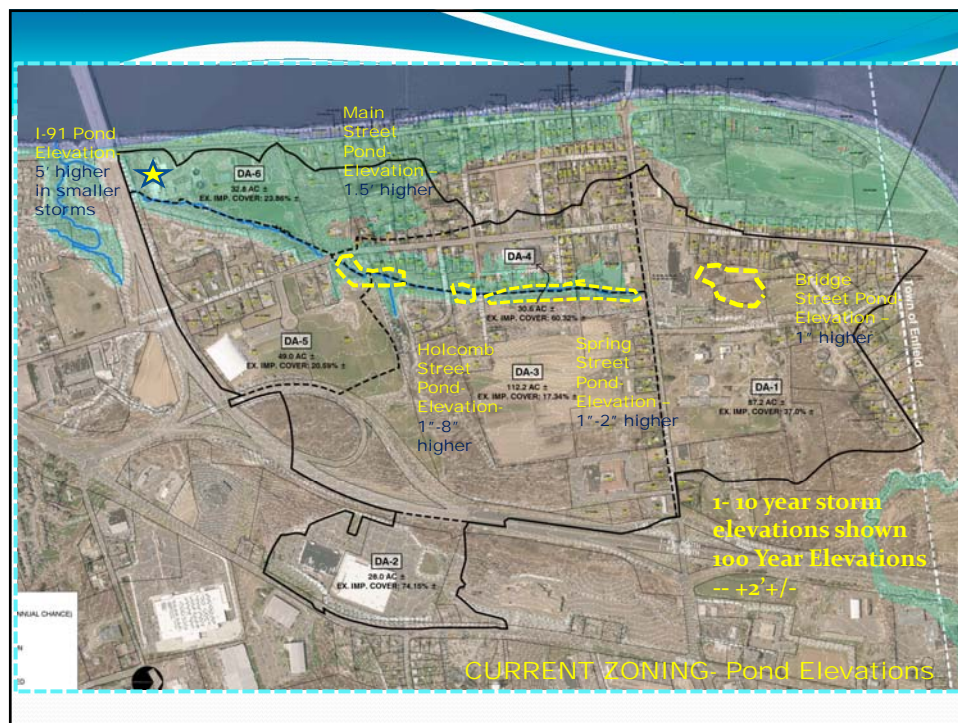 I-91 Pond
Elevation-
5' higher
in smaller
storms
Main
Street
Pond-
Elevation –
1.5' higher
DA-6
32.8 AC ±
EX. IMP. COVER: 23.86% ±
DA-4
30.6 AC ±
EX. IMP. COVER: 60.32% ±
Bridge
Street Pond-
Elevation –
1" higher
Town of Enfield
DA-5
49.0 AC ±
EX. IMP. COVER: 20.59% ±
Holcomb
Street
Pond-
Elevation-
1"-8"
higher
Spring
Street
Pond-
Elevation –
1"-2" higher
DA-3
112.2 AC ±
EX. IMP. COVER: 17.34% ±
DA-1
87.2 AC ±
EX. IMP. COVER: 37.0% ±
1- 10 year storm
elevations shown
100 Year Elevations
-- +2'+/-
DA-2
28.0 AC ±
EX. IMP. COVER: 74.15% ±
NNUAL CHANCE)
CURRENT ZONING- Pond Elevations